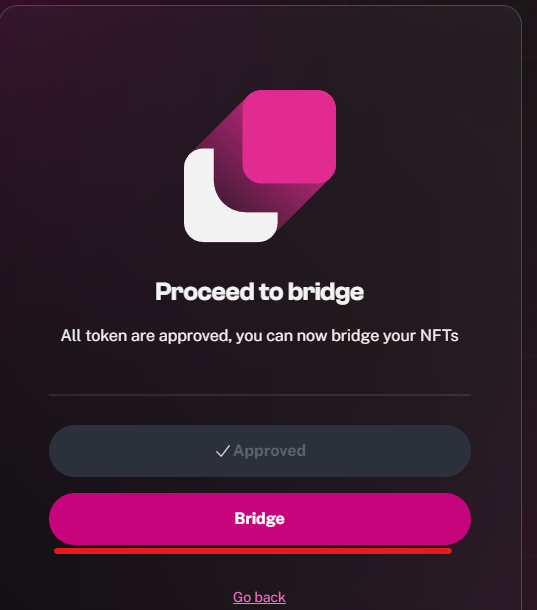 Proceed to bridge
All token are approved, you can now bridge your NFTs
Approved
Bridge
Go back